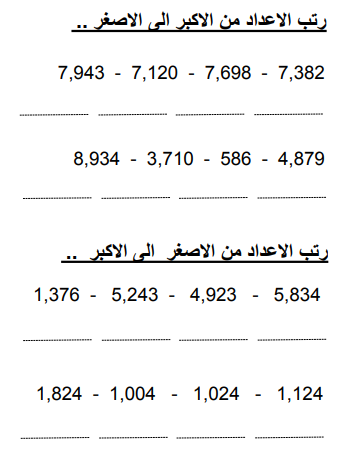 رتب الاعداد من الاكبر الى الاصغر ..
7,943 - 7,120 - 7,698 - 7,382
8,934 - 3,710 - 586 - 4,879
رتب الاعداد من الاصغر الى الاكبر ..
1,376 - 5,243 - 4,923 - 5,834
1,824 - 1,004 - 1,024 - 1,124